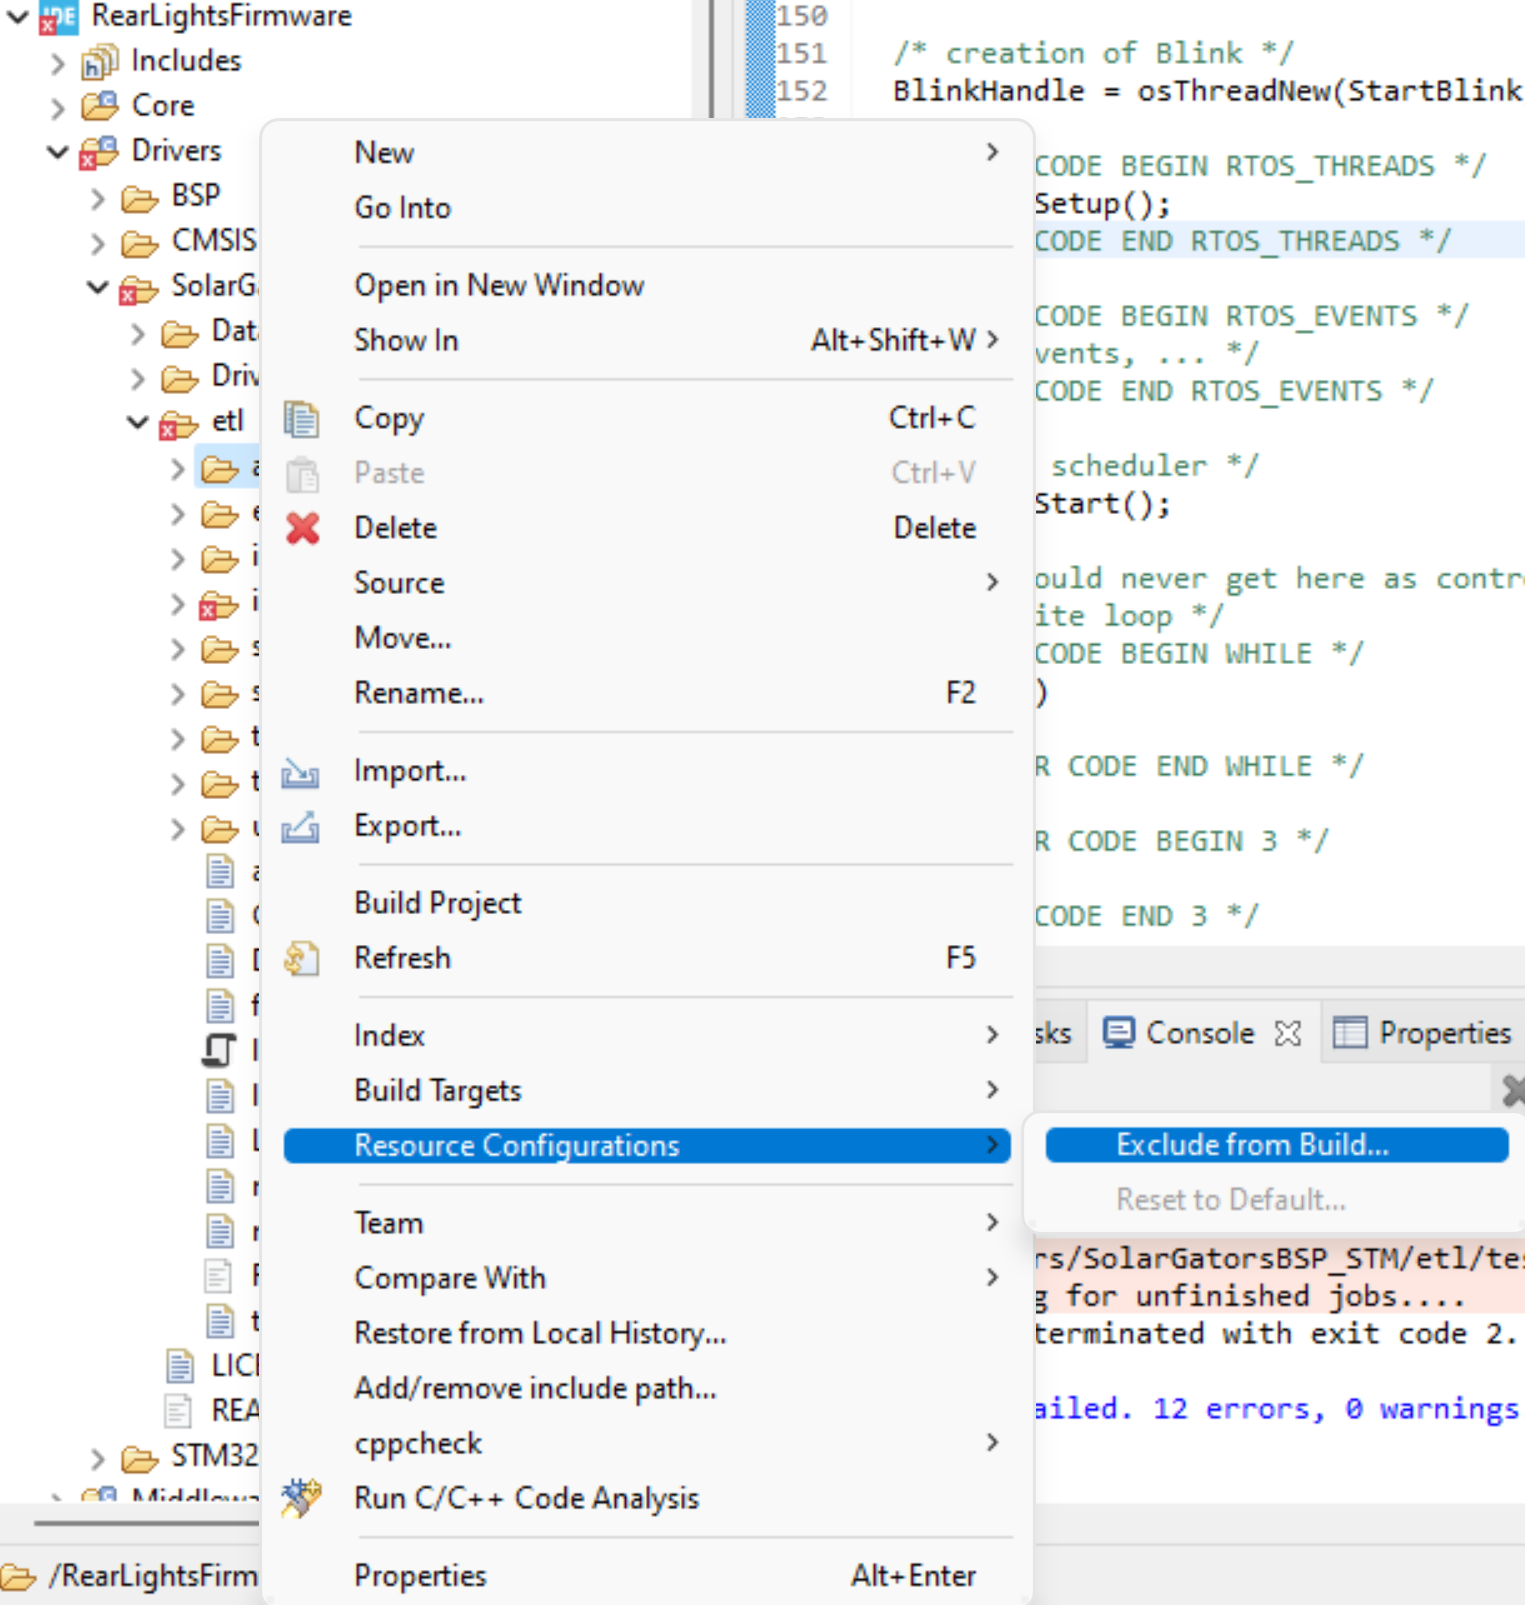 RearLightsFirmware
Includes
Core
Drivers
BSP
CMSIS
SolarG
Dat
Driv
etl
LICE
REA
STM32
Middlewa
/RearLightsFirm
New
Go Into
Open in New Window
Show In Alt+Shift+W
Copy Ctrl+C
Paste Ctrl+V
Delete Delete
Source
Move...
Rename... F2
Import...
Export...
Build Project
Refresh F5
Index
Build Targets
Resource Configurations
Team
Compare With
Restore from Local History...
Add/remove include path...
cppcheck
Run C/C++ Code Analysis
Properties Alt+Enter
Exclude from Build...
Reset to Default...
150
151 /* creation of Blink */
152 BlinkHandle = osThreadNew(StartBlink
CODE BEGIN RTOS_THREADS */
Setup();
CODE END RTOS_THREADS */
CODE BEGIN RTOS_EVENTS */
vents, ... */
CODE END RTOS_EVENTS */
scheduler */
Start();
ould never get here as contr
ite loop */
CODE BEGIN WHILE */
)
R CODE END WHILE */
R CODE BEGIN 3 */
CODE END 3 */
sks Console Properties
rs/SolarGatorsBSP_STM/etl/tes
g for unfinished jobs....
terminated with exit code 2.
ailed. 12 errors, 0 warnings